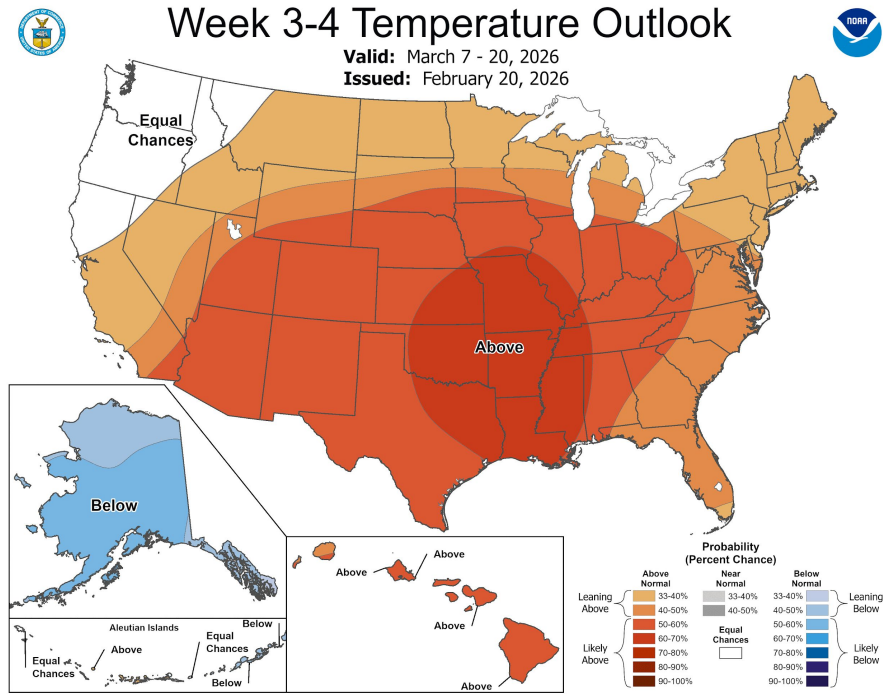 Week 3-4 Temperature Outlook
Valid: March 7 - 20, 2026
Issued: February 20, 2026
NOAA
Equal
Chances
Above
Below
Aleutian Islands
Equal
Chances
Above
Equal
Chances
Below
Below
Above
Above
Above
Above
Probability
(Percent Chance)
Above
Normal
Near
Normal
Below
Normal
Leaning
Above
33-40%
40-50%
33-40%
40-50%
33-40%
40-50%
Leaning
Below
Likely
Above
50-60%
60-70%
70-80%
80-90%
90-100%
Equal
Chances
50-60%
60-70%
70-80%
80-90%
90-100%
Likely
Below